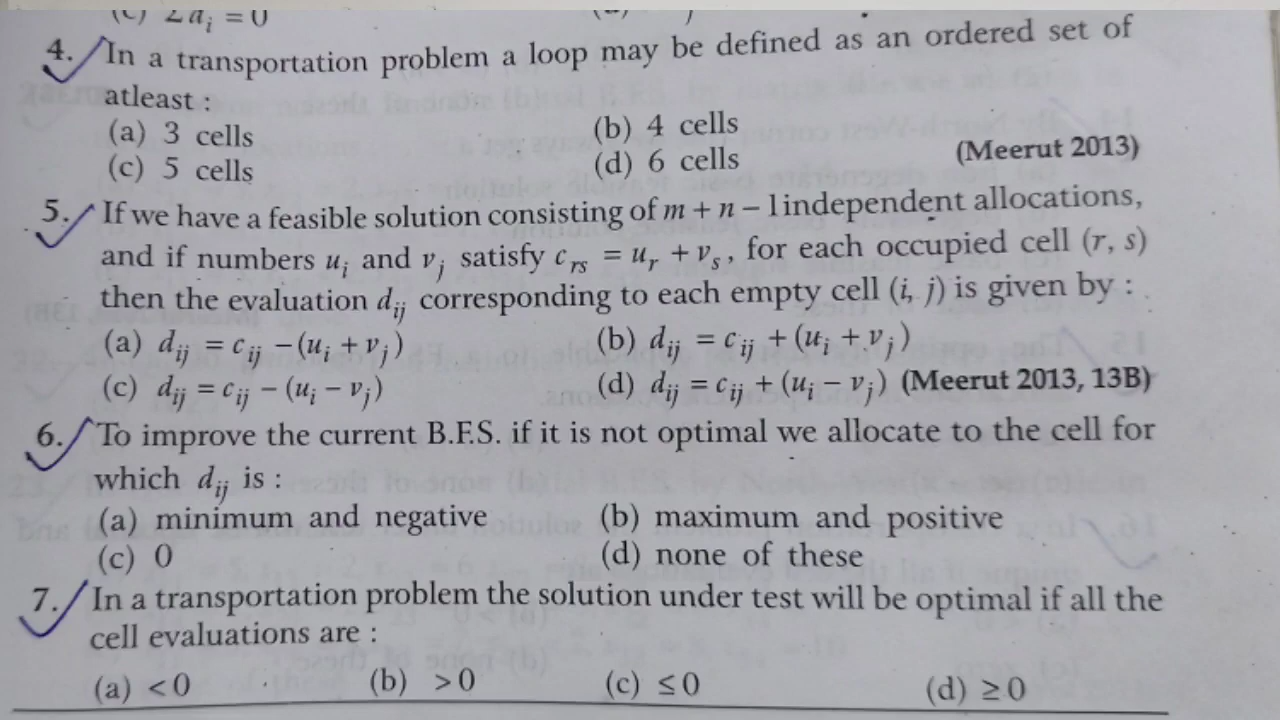 (c) Σa_i = 0
4. In a transportation problem a loop may be defined as an ordered set of
atleast :
(a) 3 cells (b) 4 cells
(c) 5 cells (d) 6 cells (Meerut 2013)
5. If we have a feasible solution consisting of m + n − 1 independent allocations,
and if numbers u_i and v_j satisfy c_rs = u_r + v_s, for each occupied cell (r, s)
then the evaluation d_ij corresponding to each empty cell (i, j) is given by :
(a) d_ij = c_ij − (u_i + v_j) (b) d_ij = c_ij + (u_i + v_j)
(c) d_ij = c_ij − (u_i − v_j) (d) d_ij = c_ij + (u_i − v_j) (Meerut 2013, 13B)
6. To improve the current B.F.S. if it is not optimal we allocate to the cell for
which d_ij is :
(a) minimum and negative (b) maximum and positive
(c) 0 (d) none of these
7. In a transportation problem the solution under test will be optimal if all the
cell evaluations are :
(a) <0 (b) >0 (c) ≤0 (d) ≥0